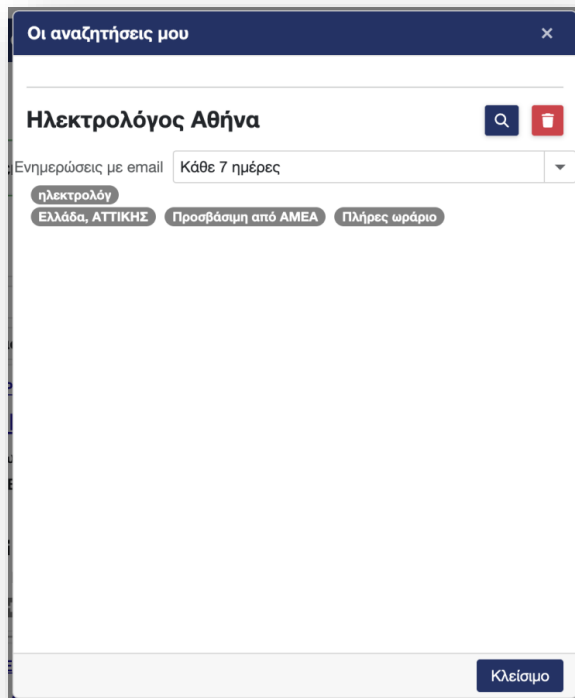 Οι αναζητήσεις μου
Ηλεκτρολόγος Αθήνα
Ενημερώσεις με email Κάθε 7 ημέρες
ηλεκτρολόγ
Ελλάδα, ΑΤΤΙΚΗΣ Προσβάσιμη από ΑΜΕΑ Πλήρες ωράριο
Κλείσιμο